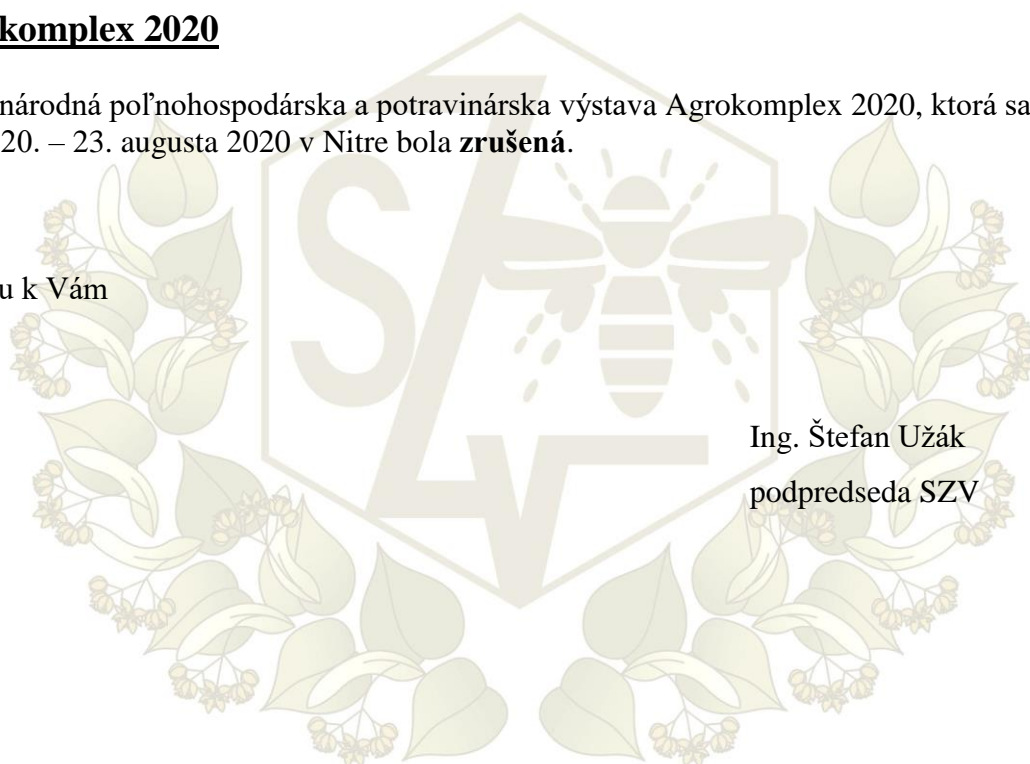 komplex 2020
národná poľnohospodárska a potravinárska výstava Agrokomplex 2020, ktorá sa
20. – 23. augusta 2020 v Nitre bola zrušená.
u k Vám
Ing. Štefan Užák
podpredseda SZV
SZV